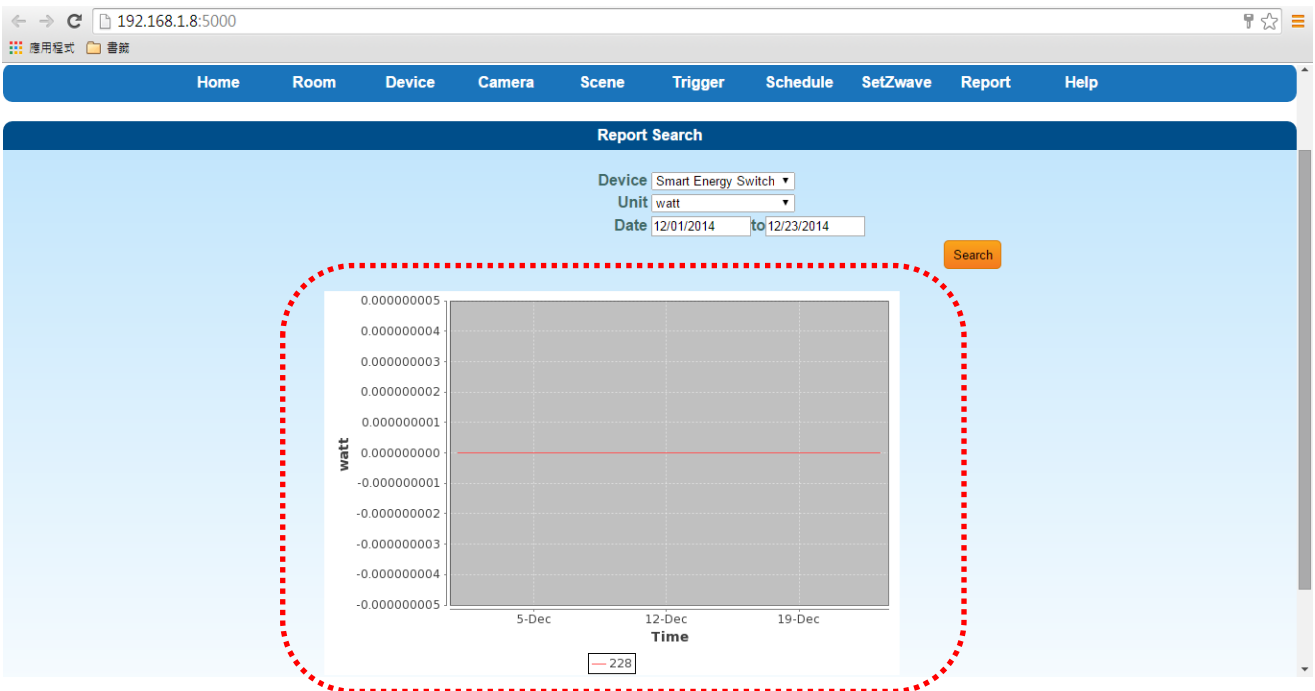 192.168.1.8:5000
應用程式 書籤
Home Room Device Camera Scene Trigger Schedule SetZwave Report Help
Report Search
Device Smart Energy Switch
Unit watt
Date 12/01/2014 to 12/23/2014
Search
0.000000005
0.000000004
0.000000003
0.000000002
0.000000001
watt
0.000000000
-0.000000001
-0.000000002
-0.000000003
-0.000000004
-0.000000005
5-Dec 12-Dec 19-Dec
Time
228